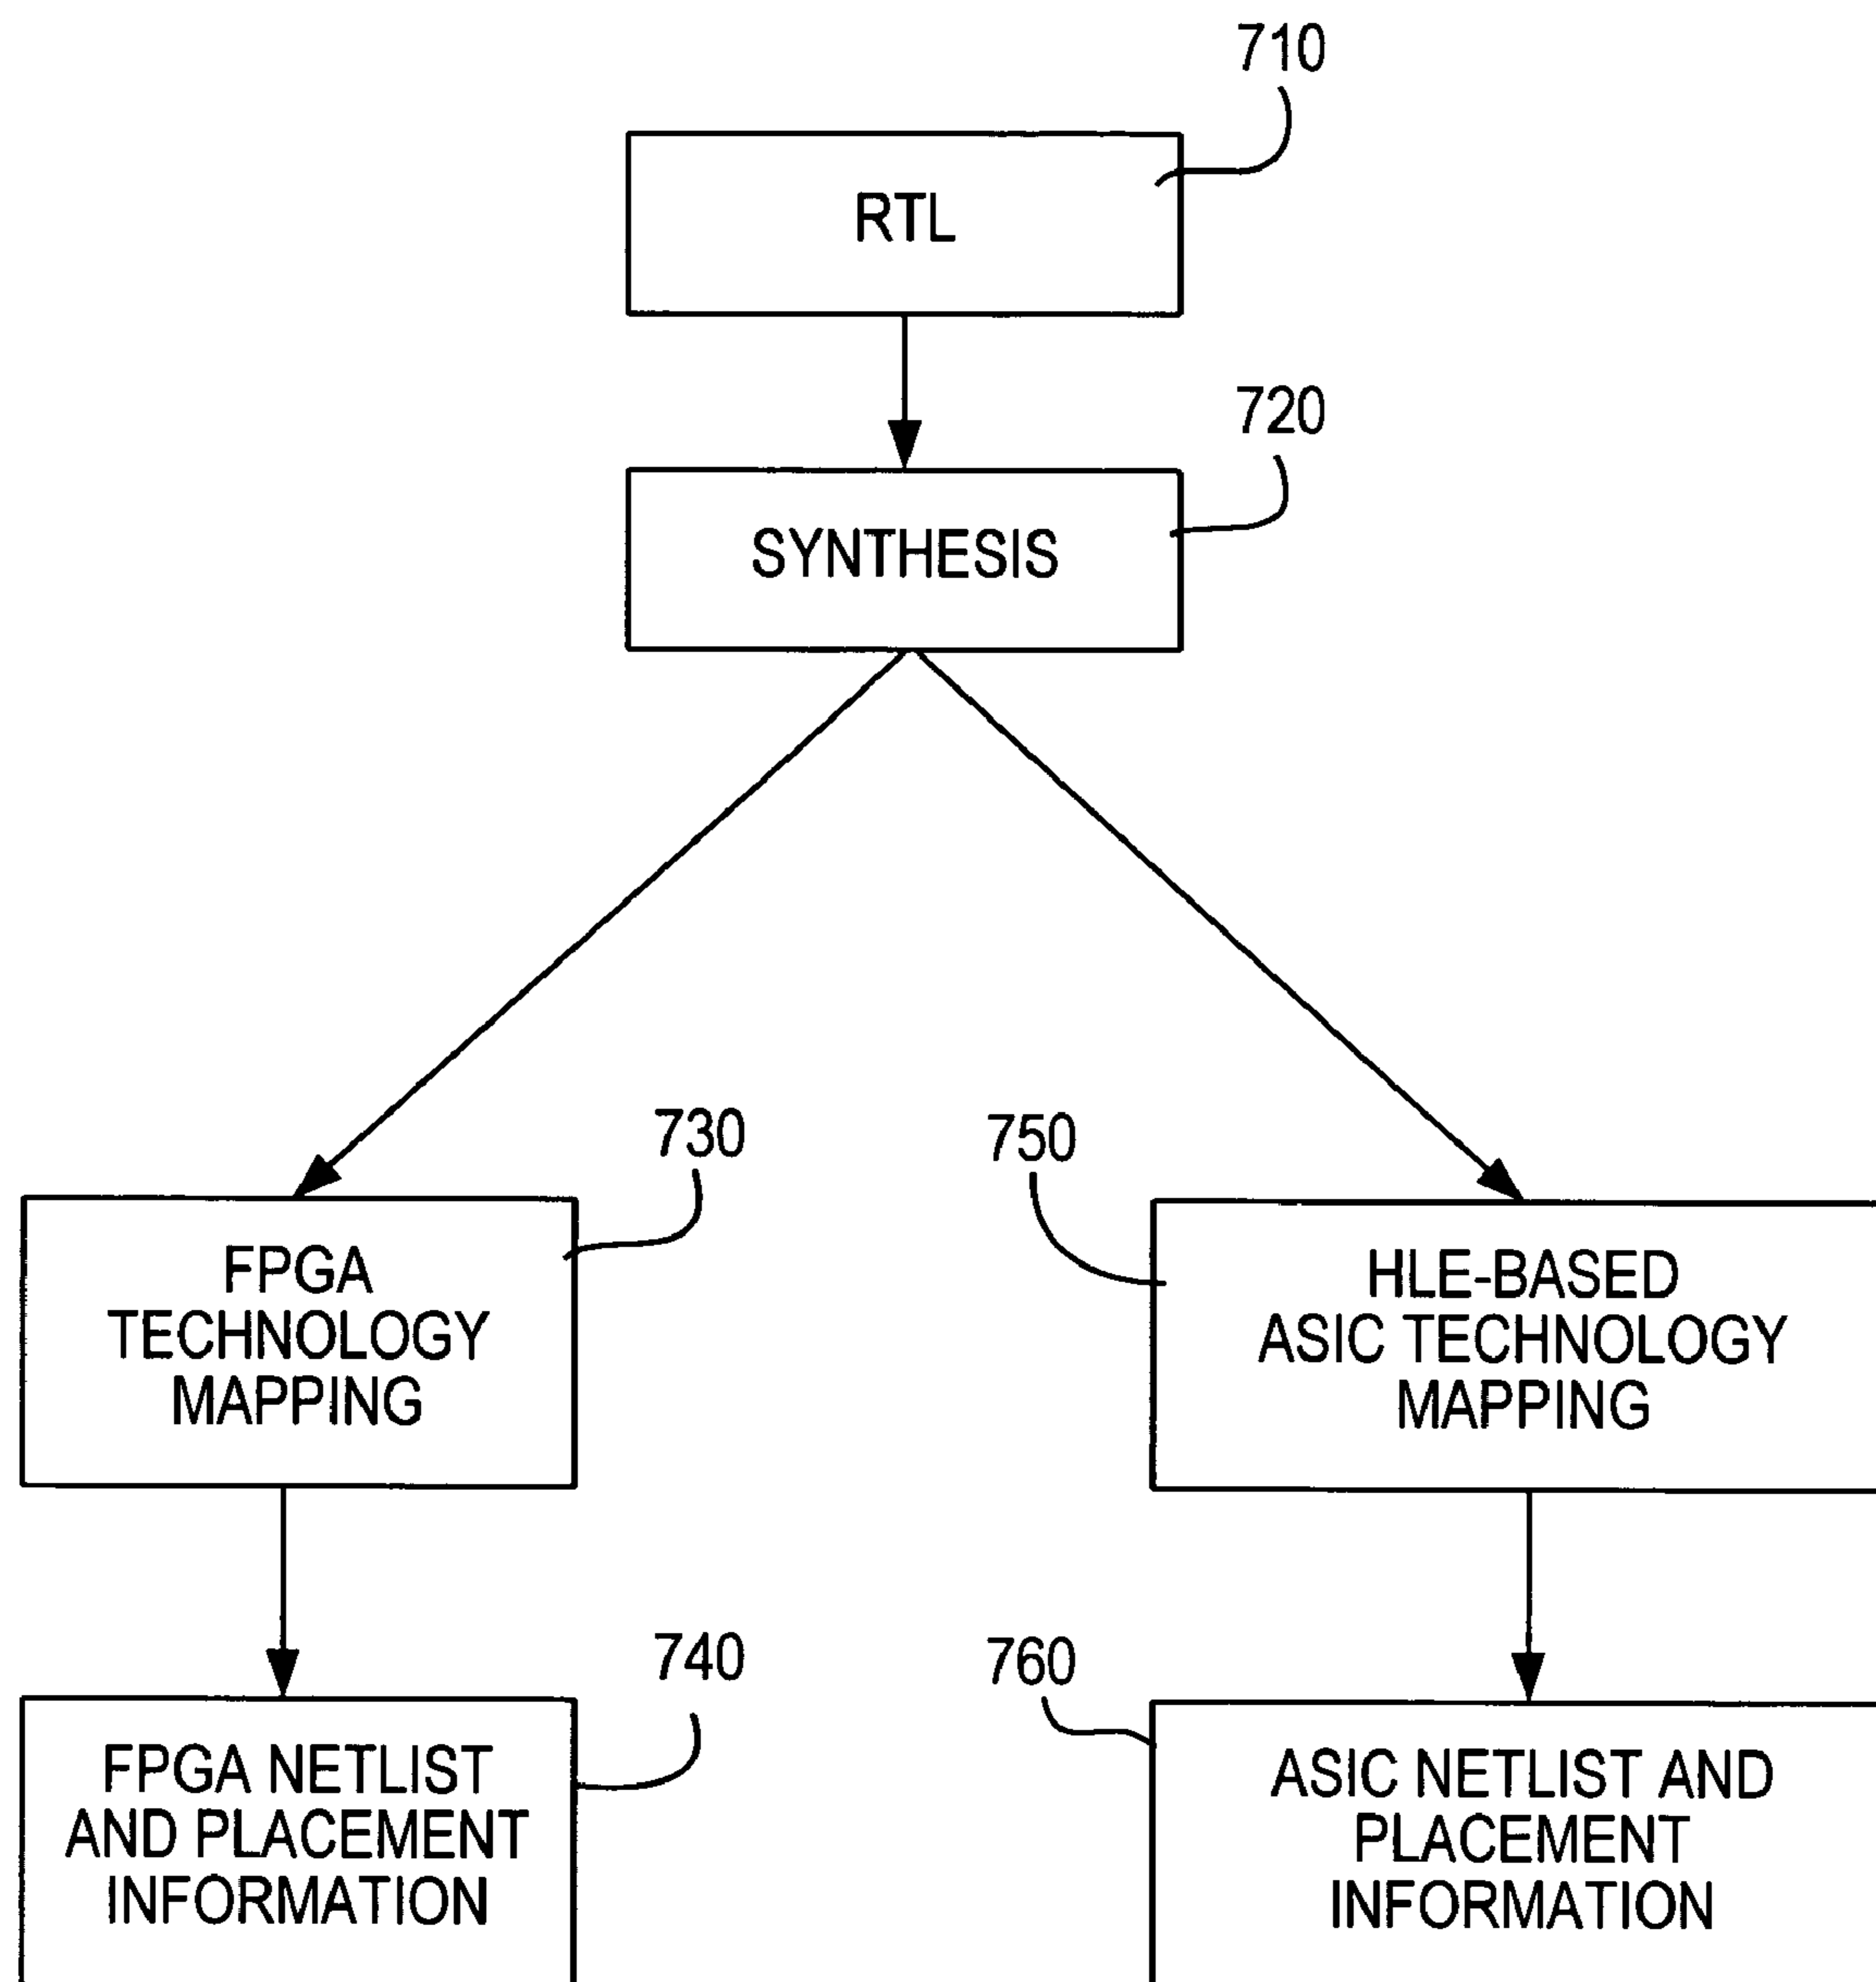 710
RTL
720
SYNTHESIS
730
FPGA
TECHNOLOGY
MAPPING
750
HLE-BASED
ASIC TECHNOLOGY
MAPPING
740
FPGA NETLIST
AND PLACEMENT
INFORMATION
760
ASIC NETLIST AND
PLACEMENT
INFORMATION